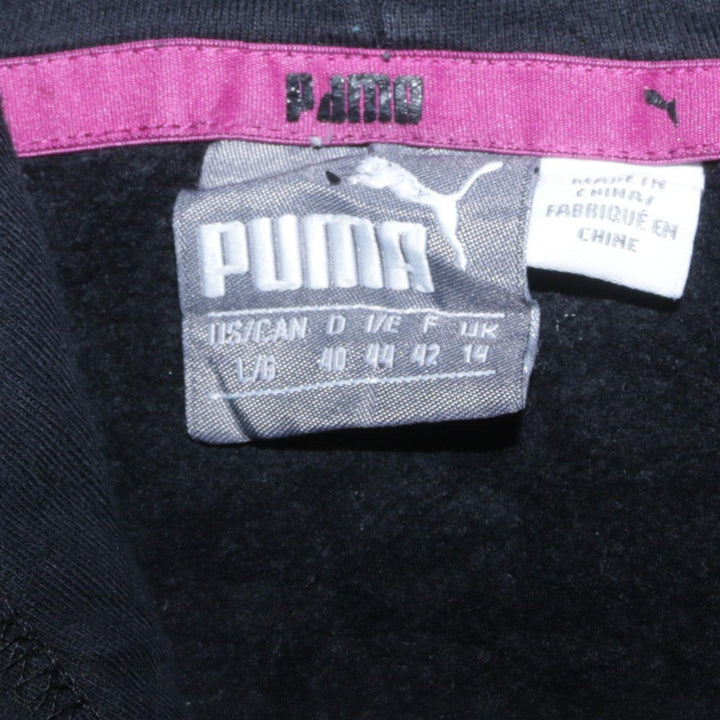 PUMA
PUMA
US/CAN D I/E F UK
L/G 40 44 42 14
MADE IN
CHINA/
FABRIQUÉ EN
CHINE